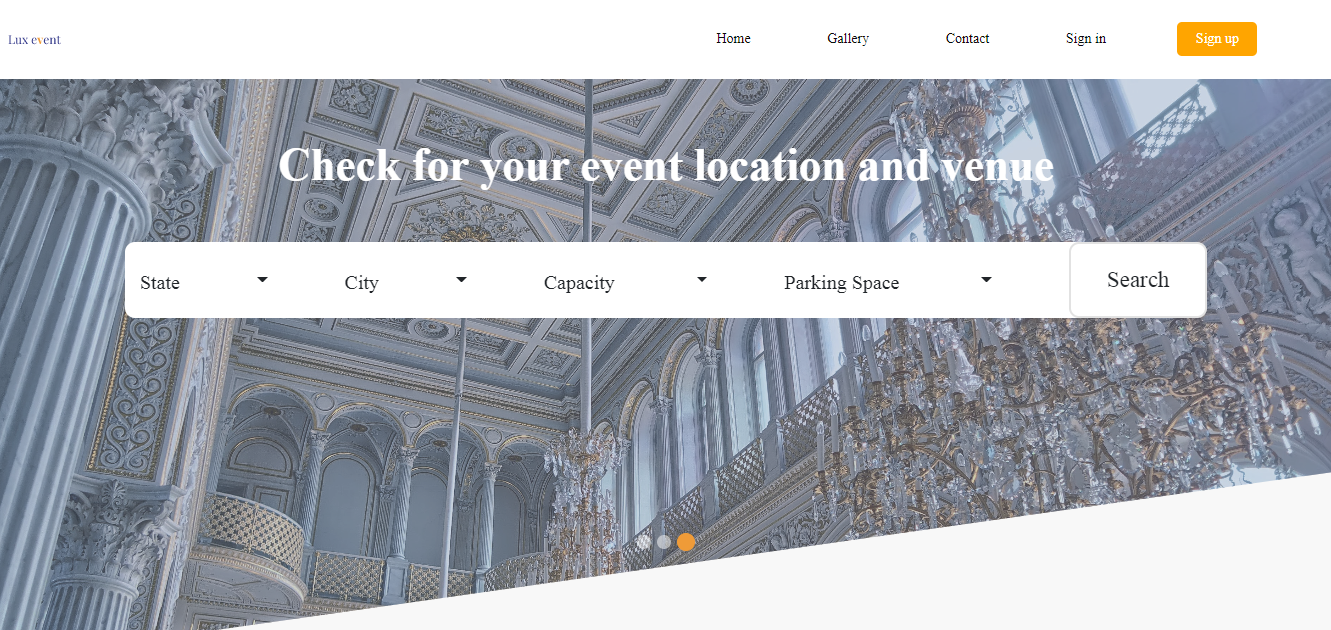 Lux event
Home Gallery Contact Sign in Sign up
Check for your event location and venue
State City Capacity Parking Space Search